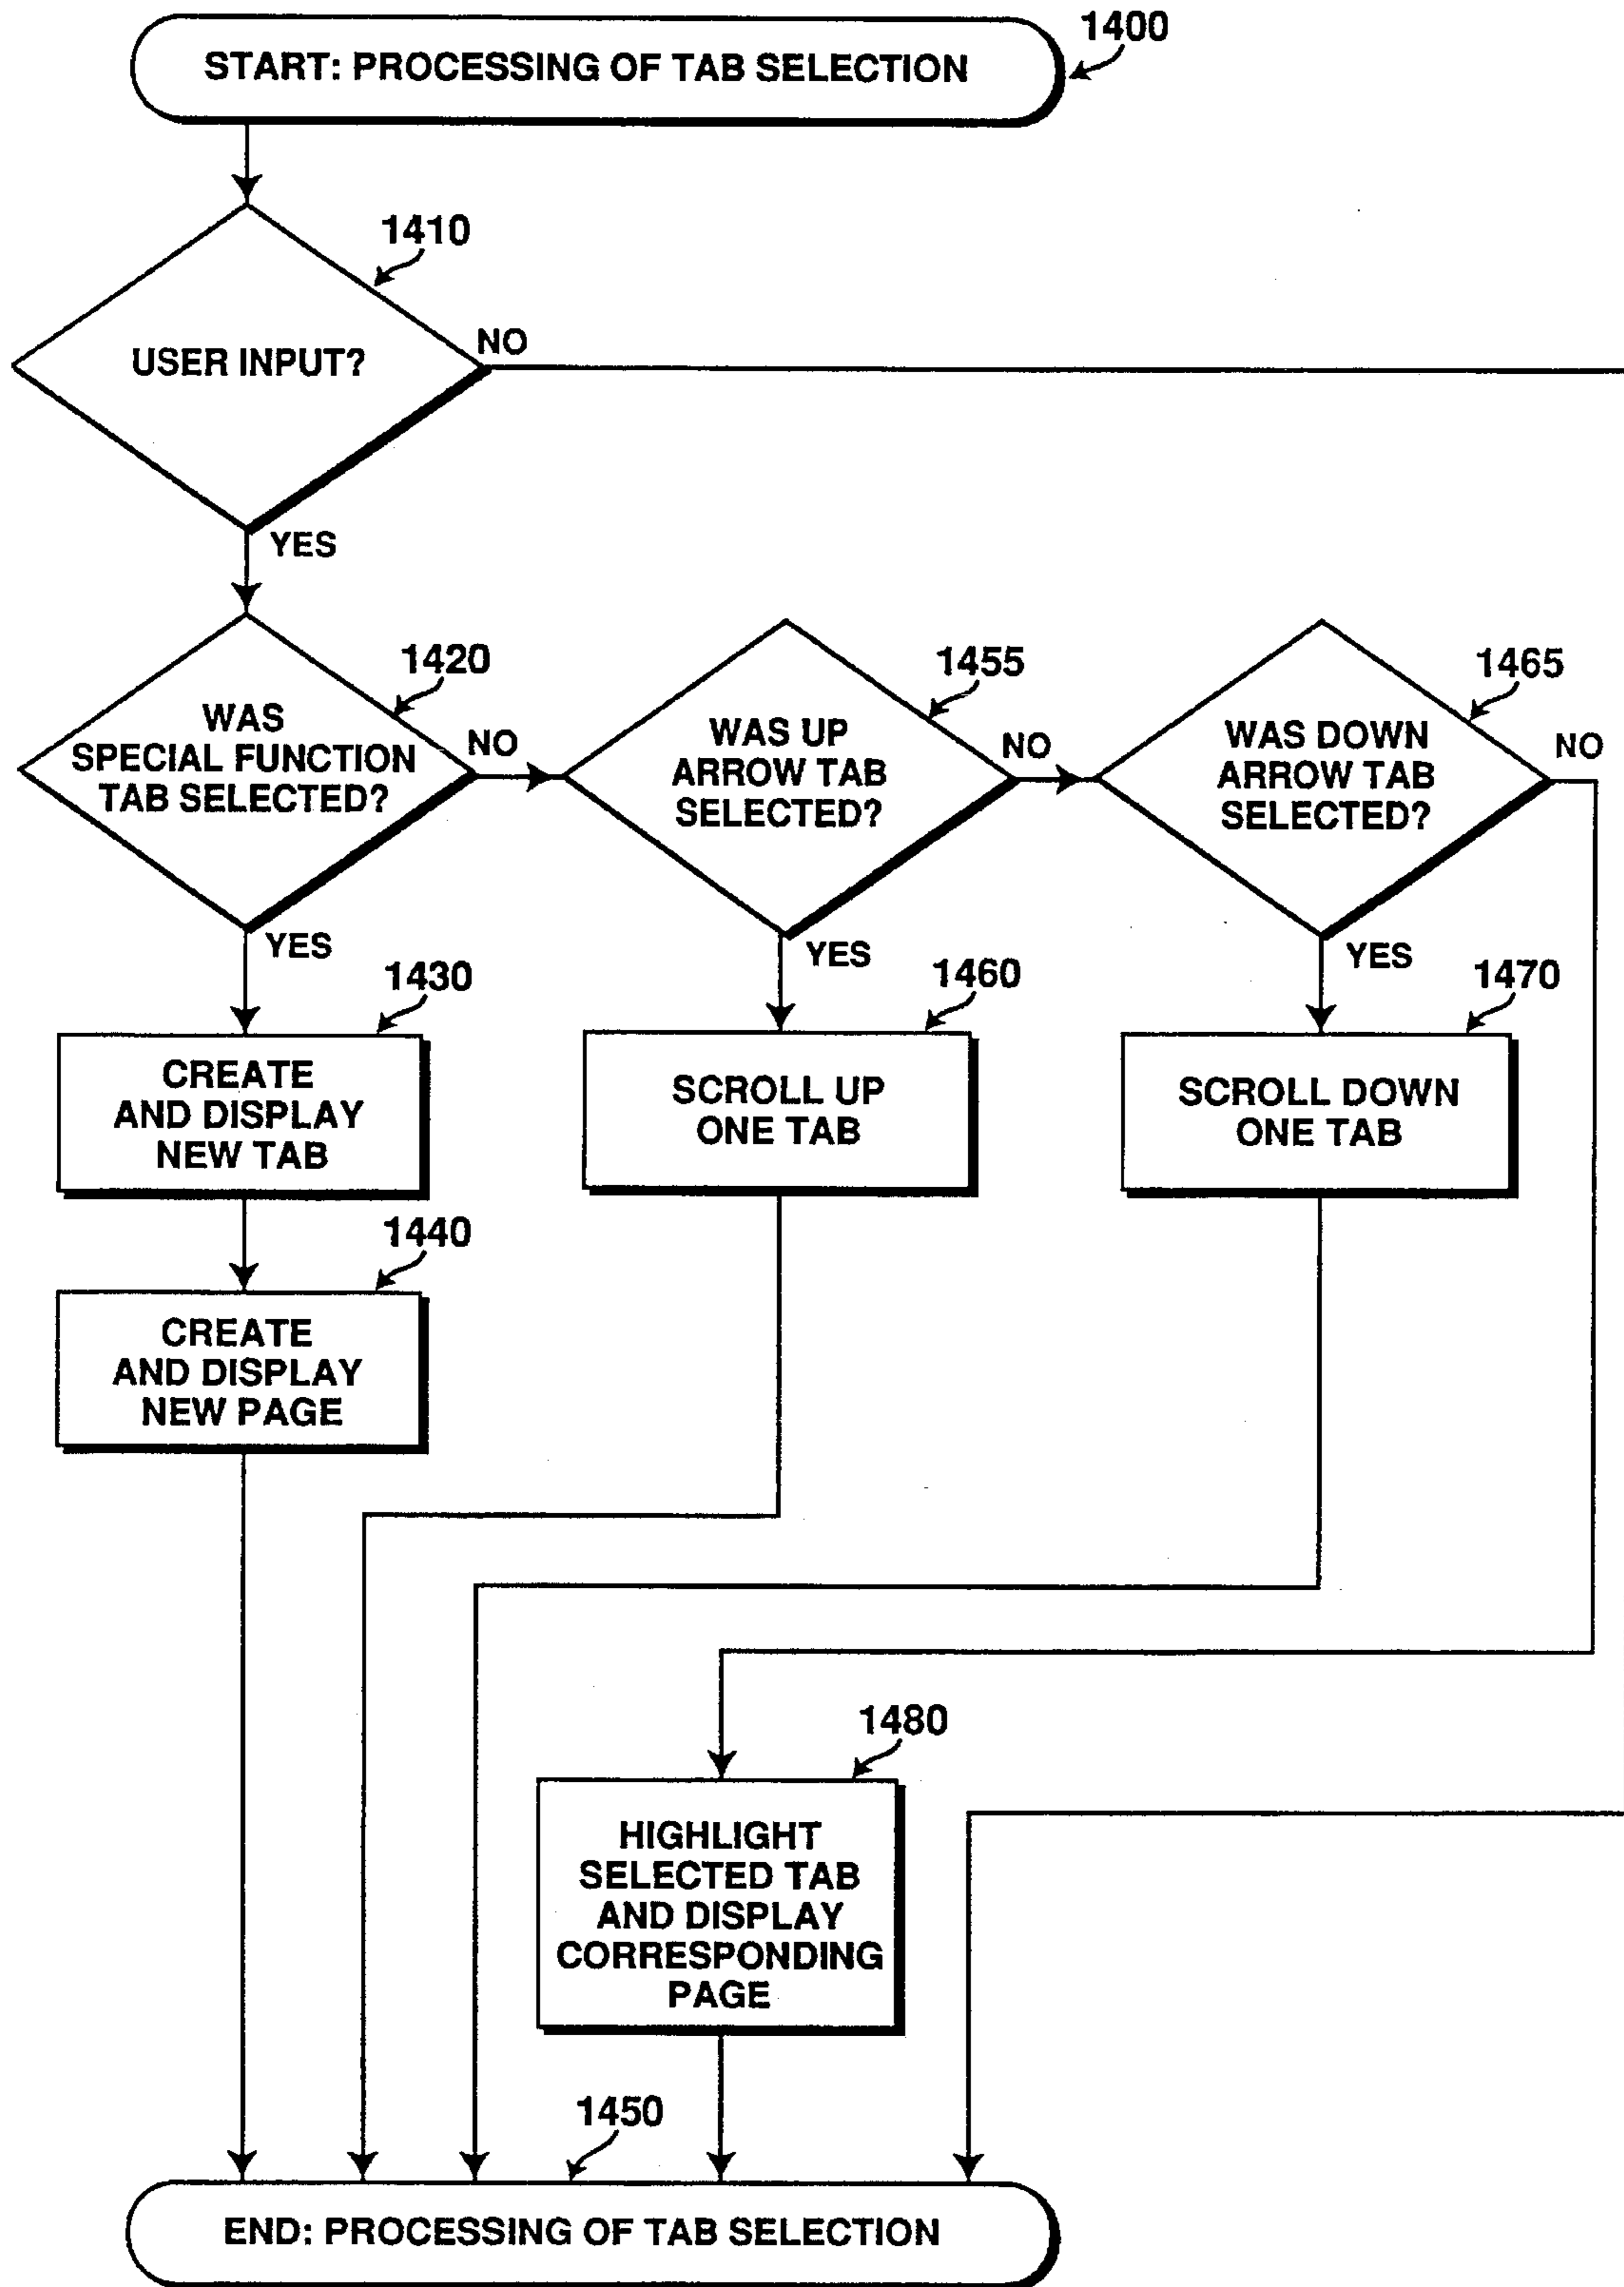 1400
START: PROCESSING OF TAB SELECTION
1410
USER INPUT?
NO
YES
1420
WAS
SPECIAL FUNCTION
TAB SELECTED?
NO
YES
1455
WAS UP
ARROW TAB
SELECTED?
NO
YES
1465
WAS DOWN
ARROW TAB
SELECTED?
NO
YES
1430
CREATE
AND DISPLAY
NEW TAB
1460
SCROLL UP
ONE TAB
1470
SCROLL DOWN
ONE TAB
1440
CREATE
AND DISPLAY
NEW PAGE
1480
HIGHLIGHT
SELECTED TAB
AND DISPLAY
CORRESPONDING
PAGE
1450
END: PROCESSING OF TAB SELECTION